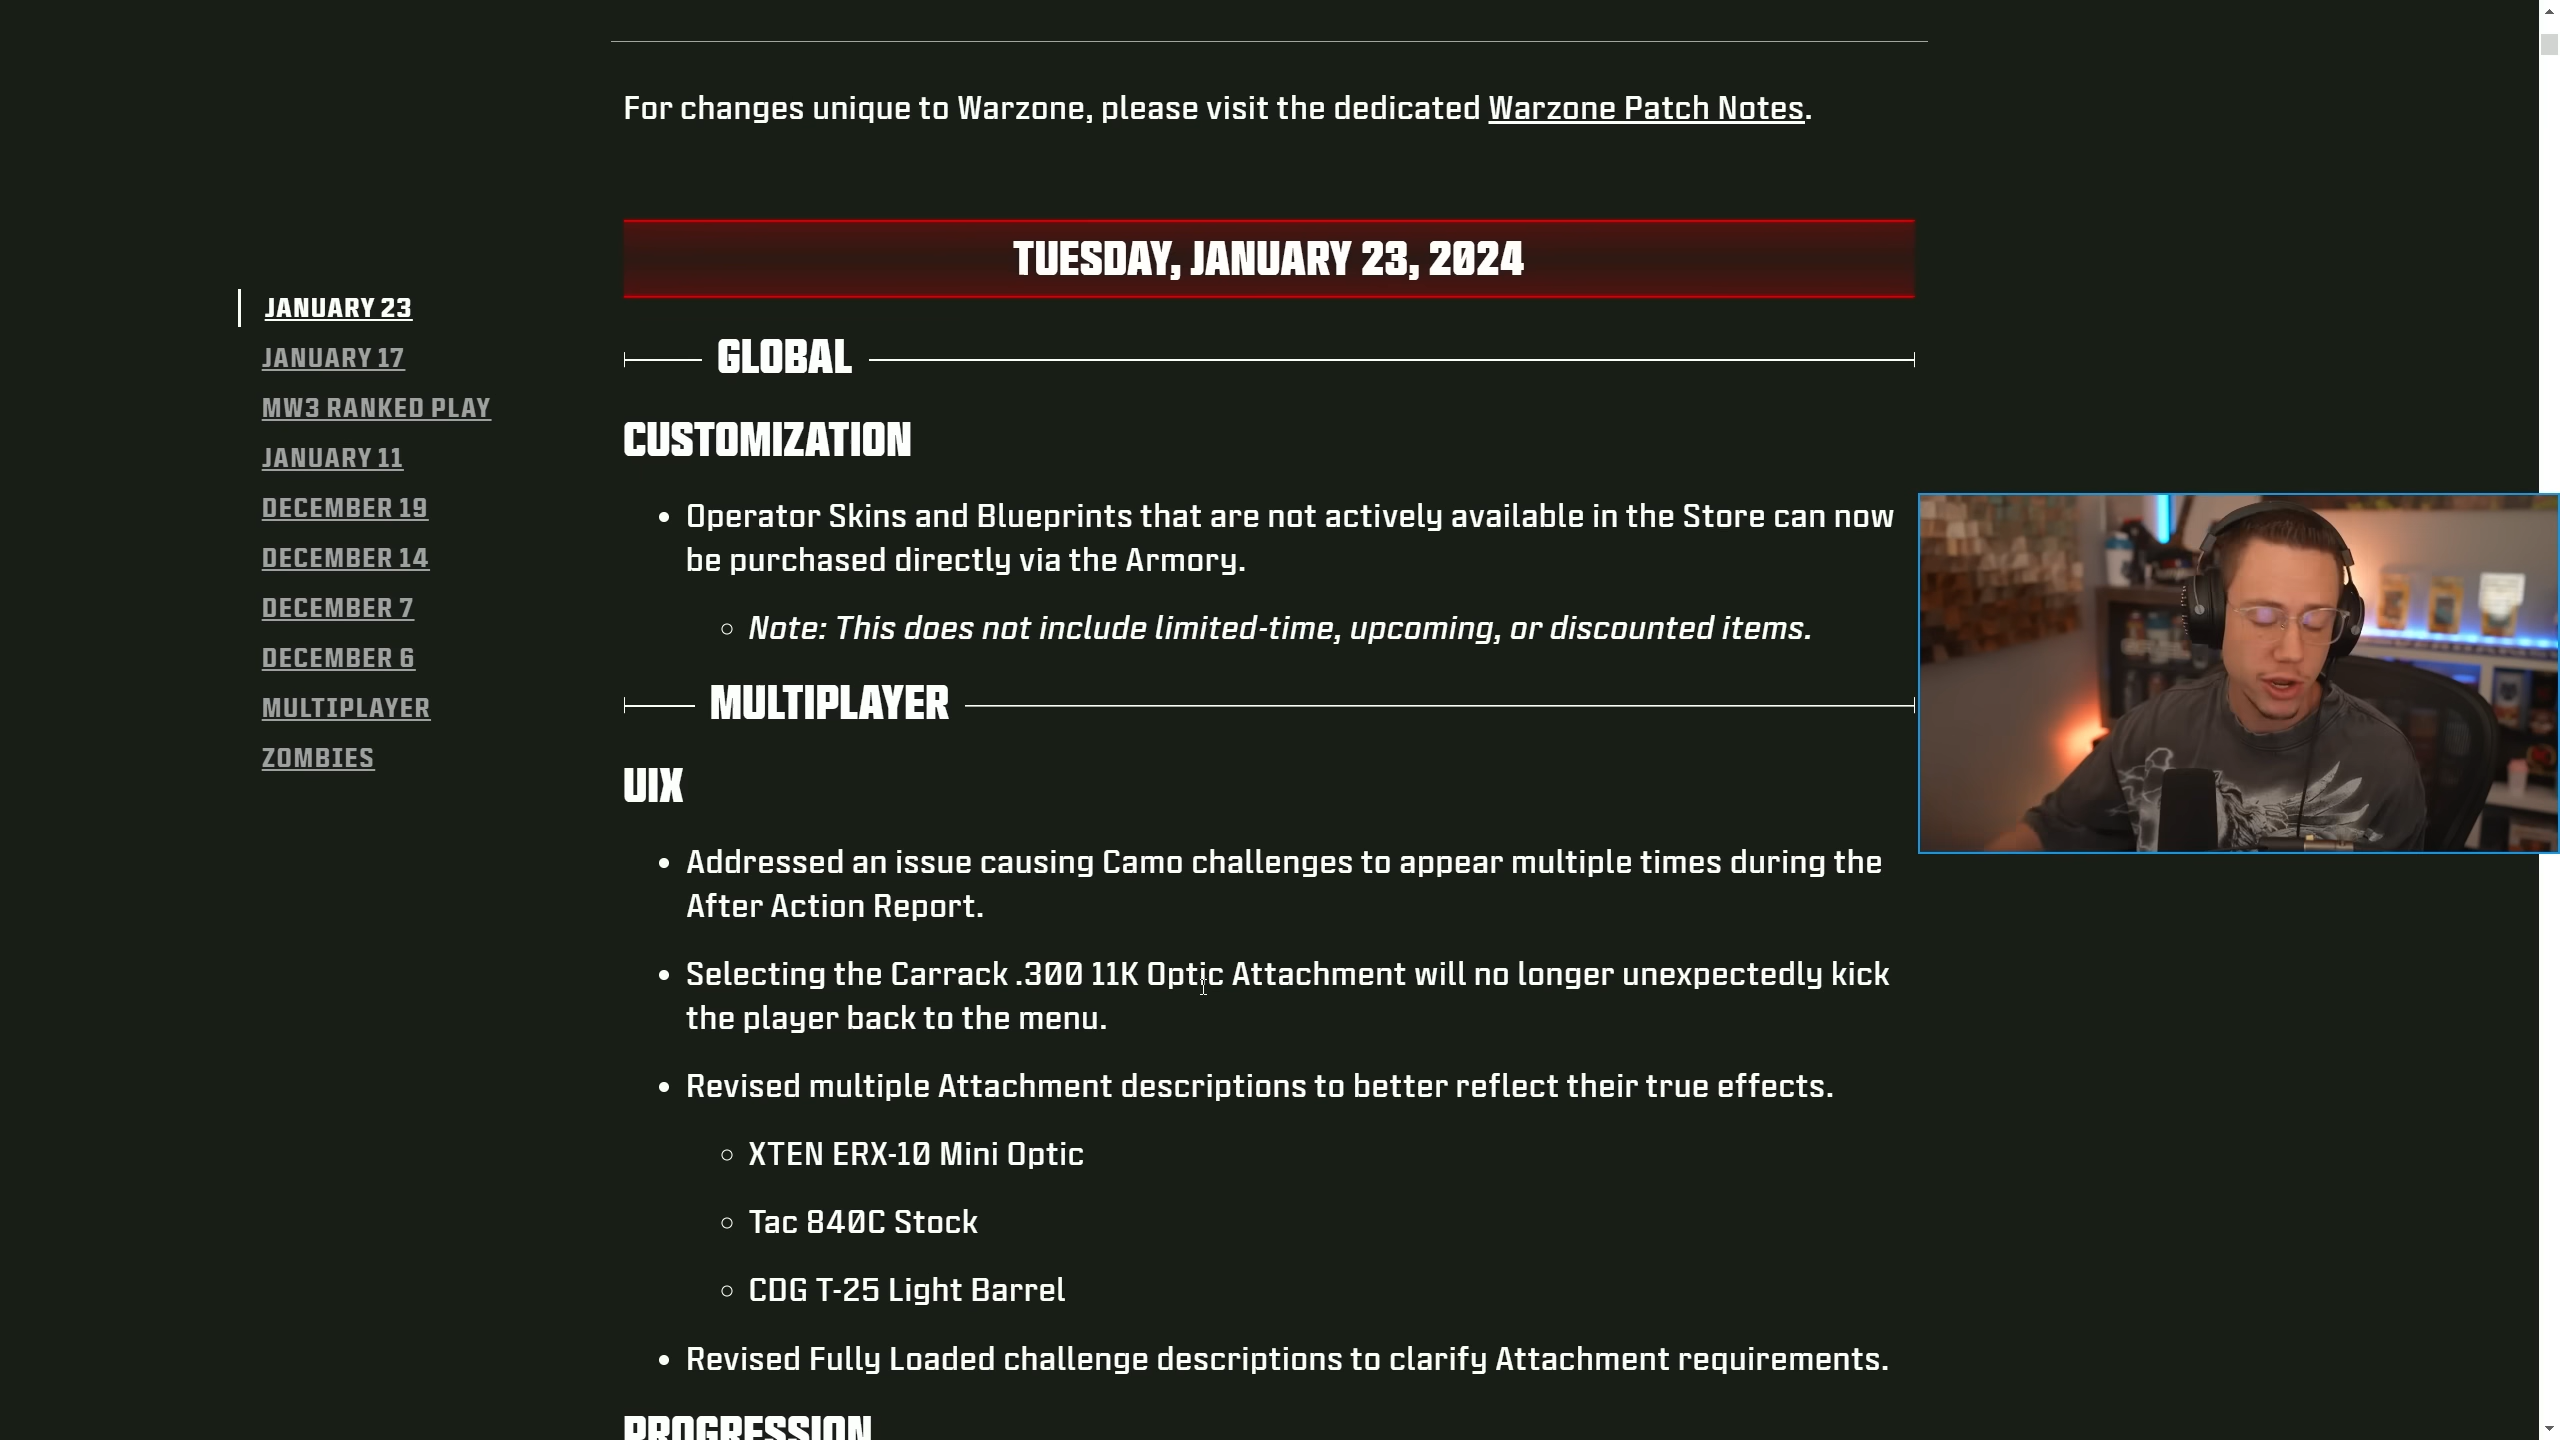 For changes unique to Warzone, please visit the dedicated Warzone Patch Notes.
TUESDAY, JANUARY 23, 2024
JANUARY 23
JANUARY 17
MW3 RANKED PLAY
JANUARY 11
DECEMBER 19
DECEMBER 14
DECEMBER 7
DECEMBER 6
MULTIPLAYER
ZOMBIES
GLOBAL
CUSTOMIZATION
• Operator Skins and Blueprints that are not actively available in the Store can now
be purchased directly via the Armory.
◦ Note: This does not include limited-time, upcoming, or discounted items.
MULTIPLAYER
UIX
• Addressed an issue causing Camo challenges to appear multiple times during the
After Action Report.
• Selecting the Carrack .300 11K Optic Attachment will no longer unexpectedly kick
the player back to the menu.
• Revised multiple Attachment descriptions to better reflect their true effects.
◦ XTEN ERX-10 Mini Optic
◦ Tac 840C Stock
◦ CDG T-25 Light Barrel
• Revised Fully Loaded challenge descriptions to clarify Attachment requirements.
PROGRESSION